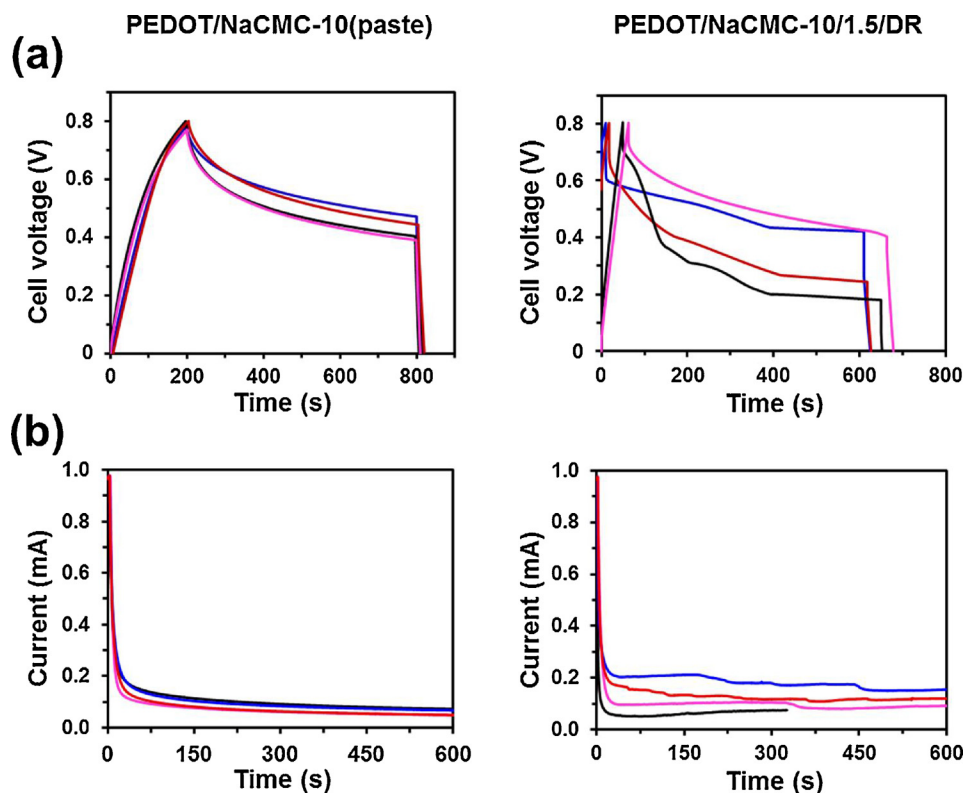 PEDOT/NaCMC-10(paste)
PEDOT/NaCMC-10/1.5/DR
(a)
Cell voltage (V)
0.8
0.6
0.4
0.2
0
0 200 400 600 800
Time (s)
Cell voltage (V)
0.8
0.6
0.4
0.2
0
0 200 400 600 800
Time (s)
(b)
Current (mA)
1.0
0.8
0.6
0.4
0.2
0.0
0 150 300 450 600
Time (s)
Current (mA)
1.0
0.8
0.6
0.4
0.2
0.0
0 150 300 450 600
Time (s)